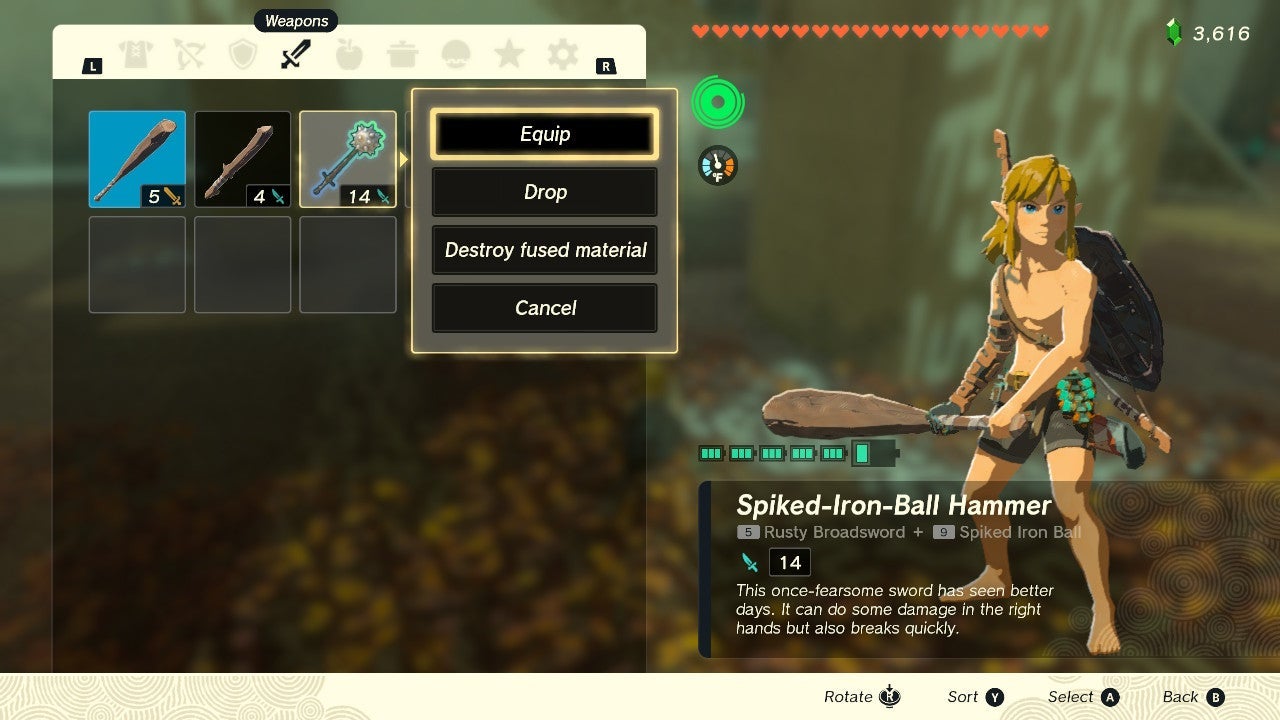 Weapons
L
R
3,616
°F
5
4
14
Equip
Drop
Destroy fused material
Cancel
Spiked-Iron-Ball Hammer
5 Rusty Broadsword + 9 Spiked Iron Ball
14
This once-fearsome sword has seen better
days. It can do some damage in the right
hands but also breaks quickly.
Rotate R Sort Y Select A Back B